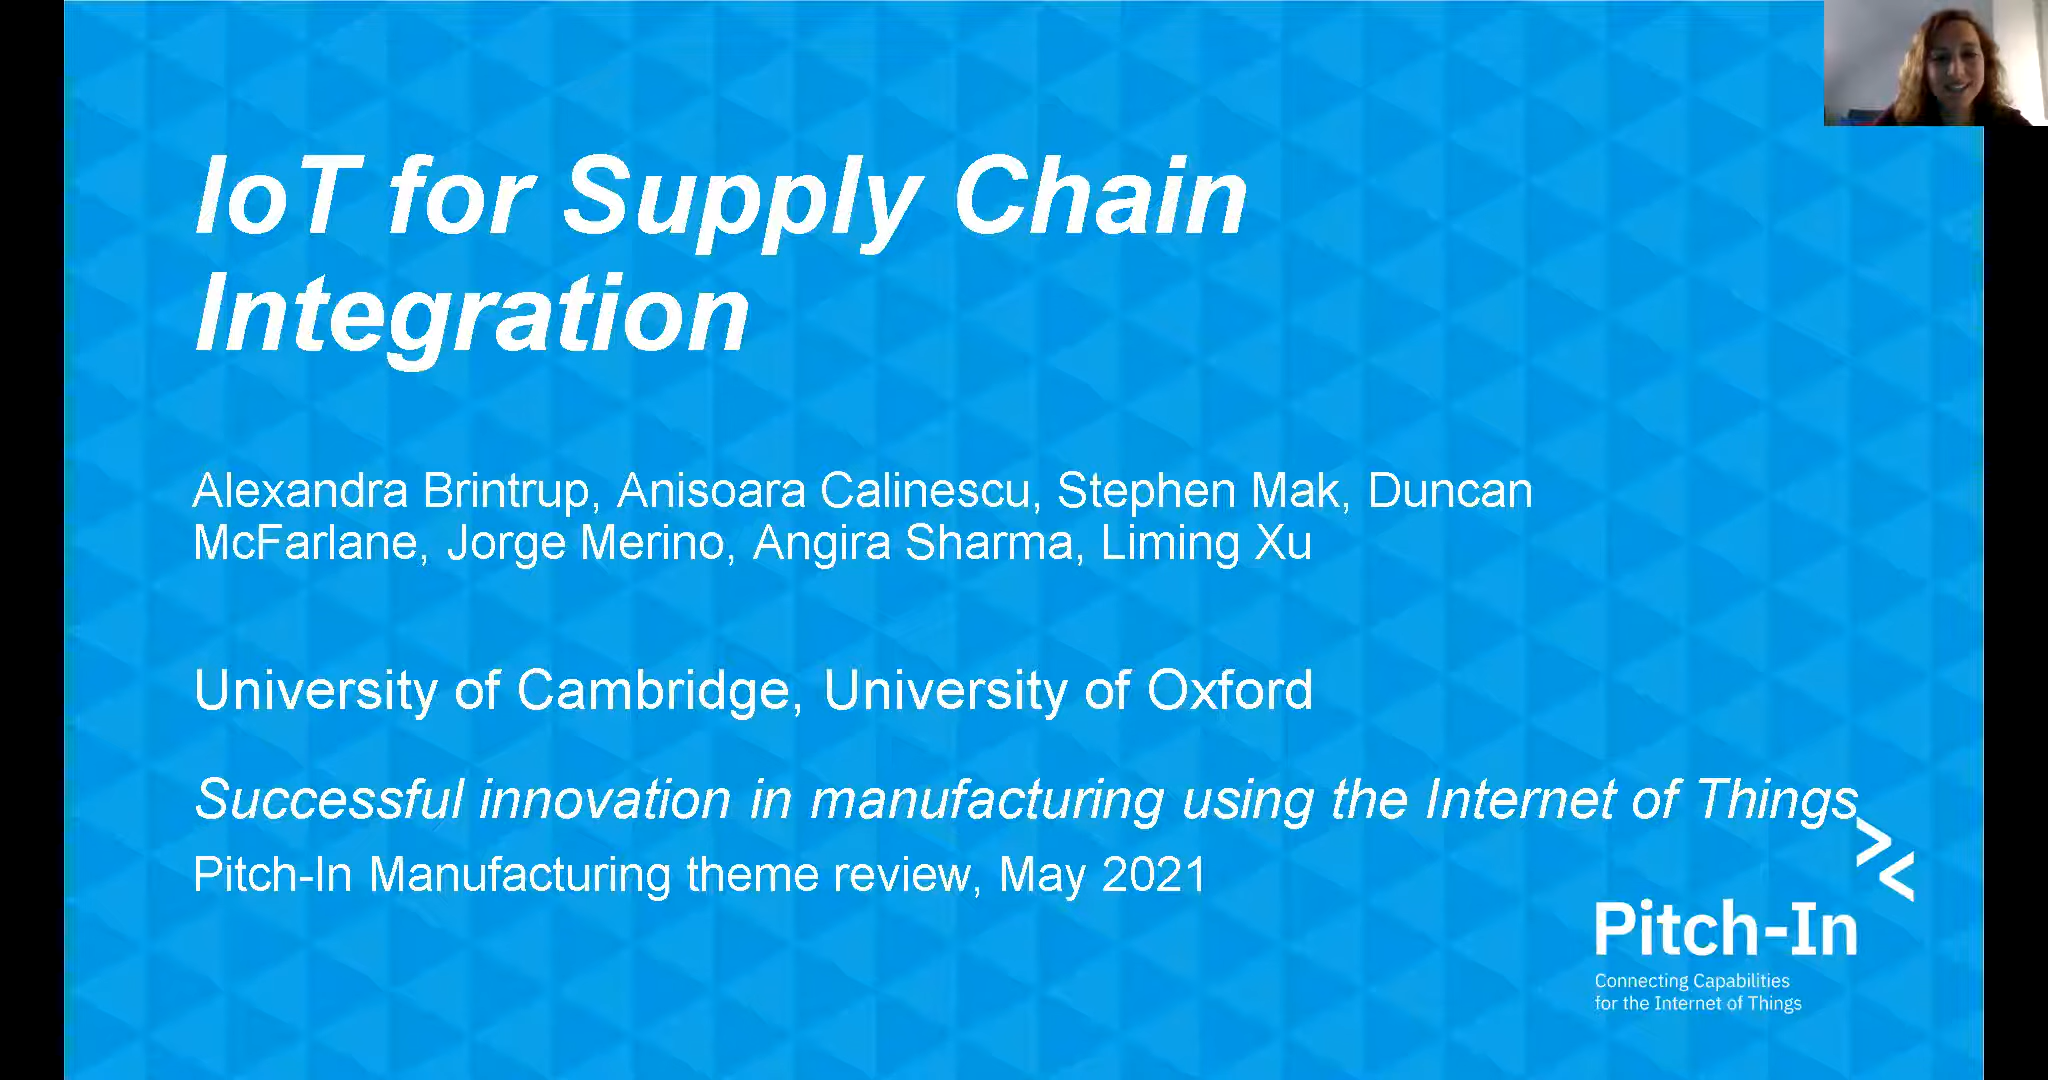 IoT for Supply Chain
Integration
Alexandra Brintrup, Anisoara Calinescu, Stephen Mak, Duncan
McFarlane, Jorge Merino, Angira Sharma, Liming Xu
University of Cambridge, University of Oxford
Successful innovation in manufacturing using the Internet of Things
Pitch-In Manufacturing theme review, May 2021
Pitch-In
Connecting Capabilities
for the Internet of Things